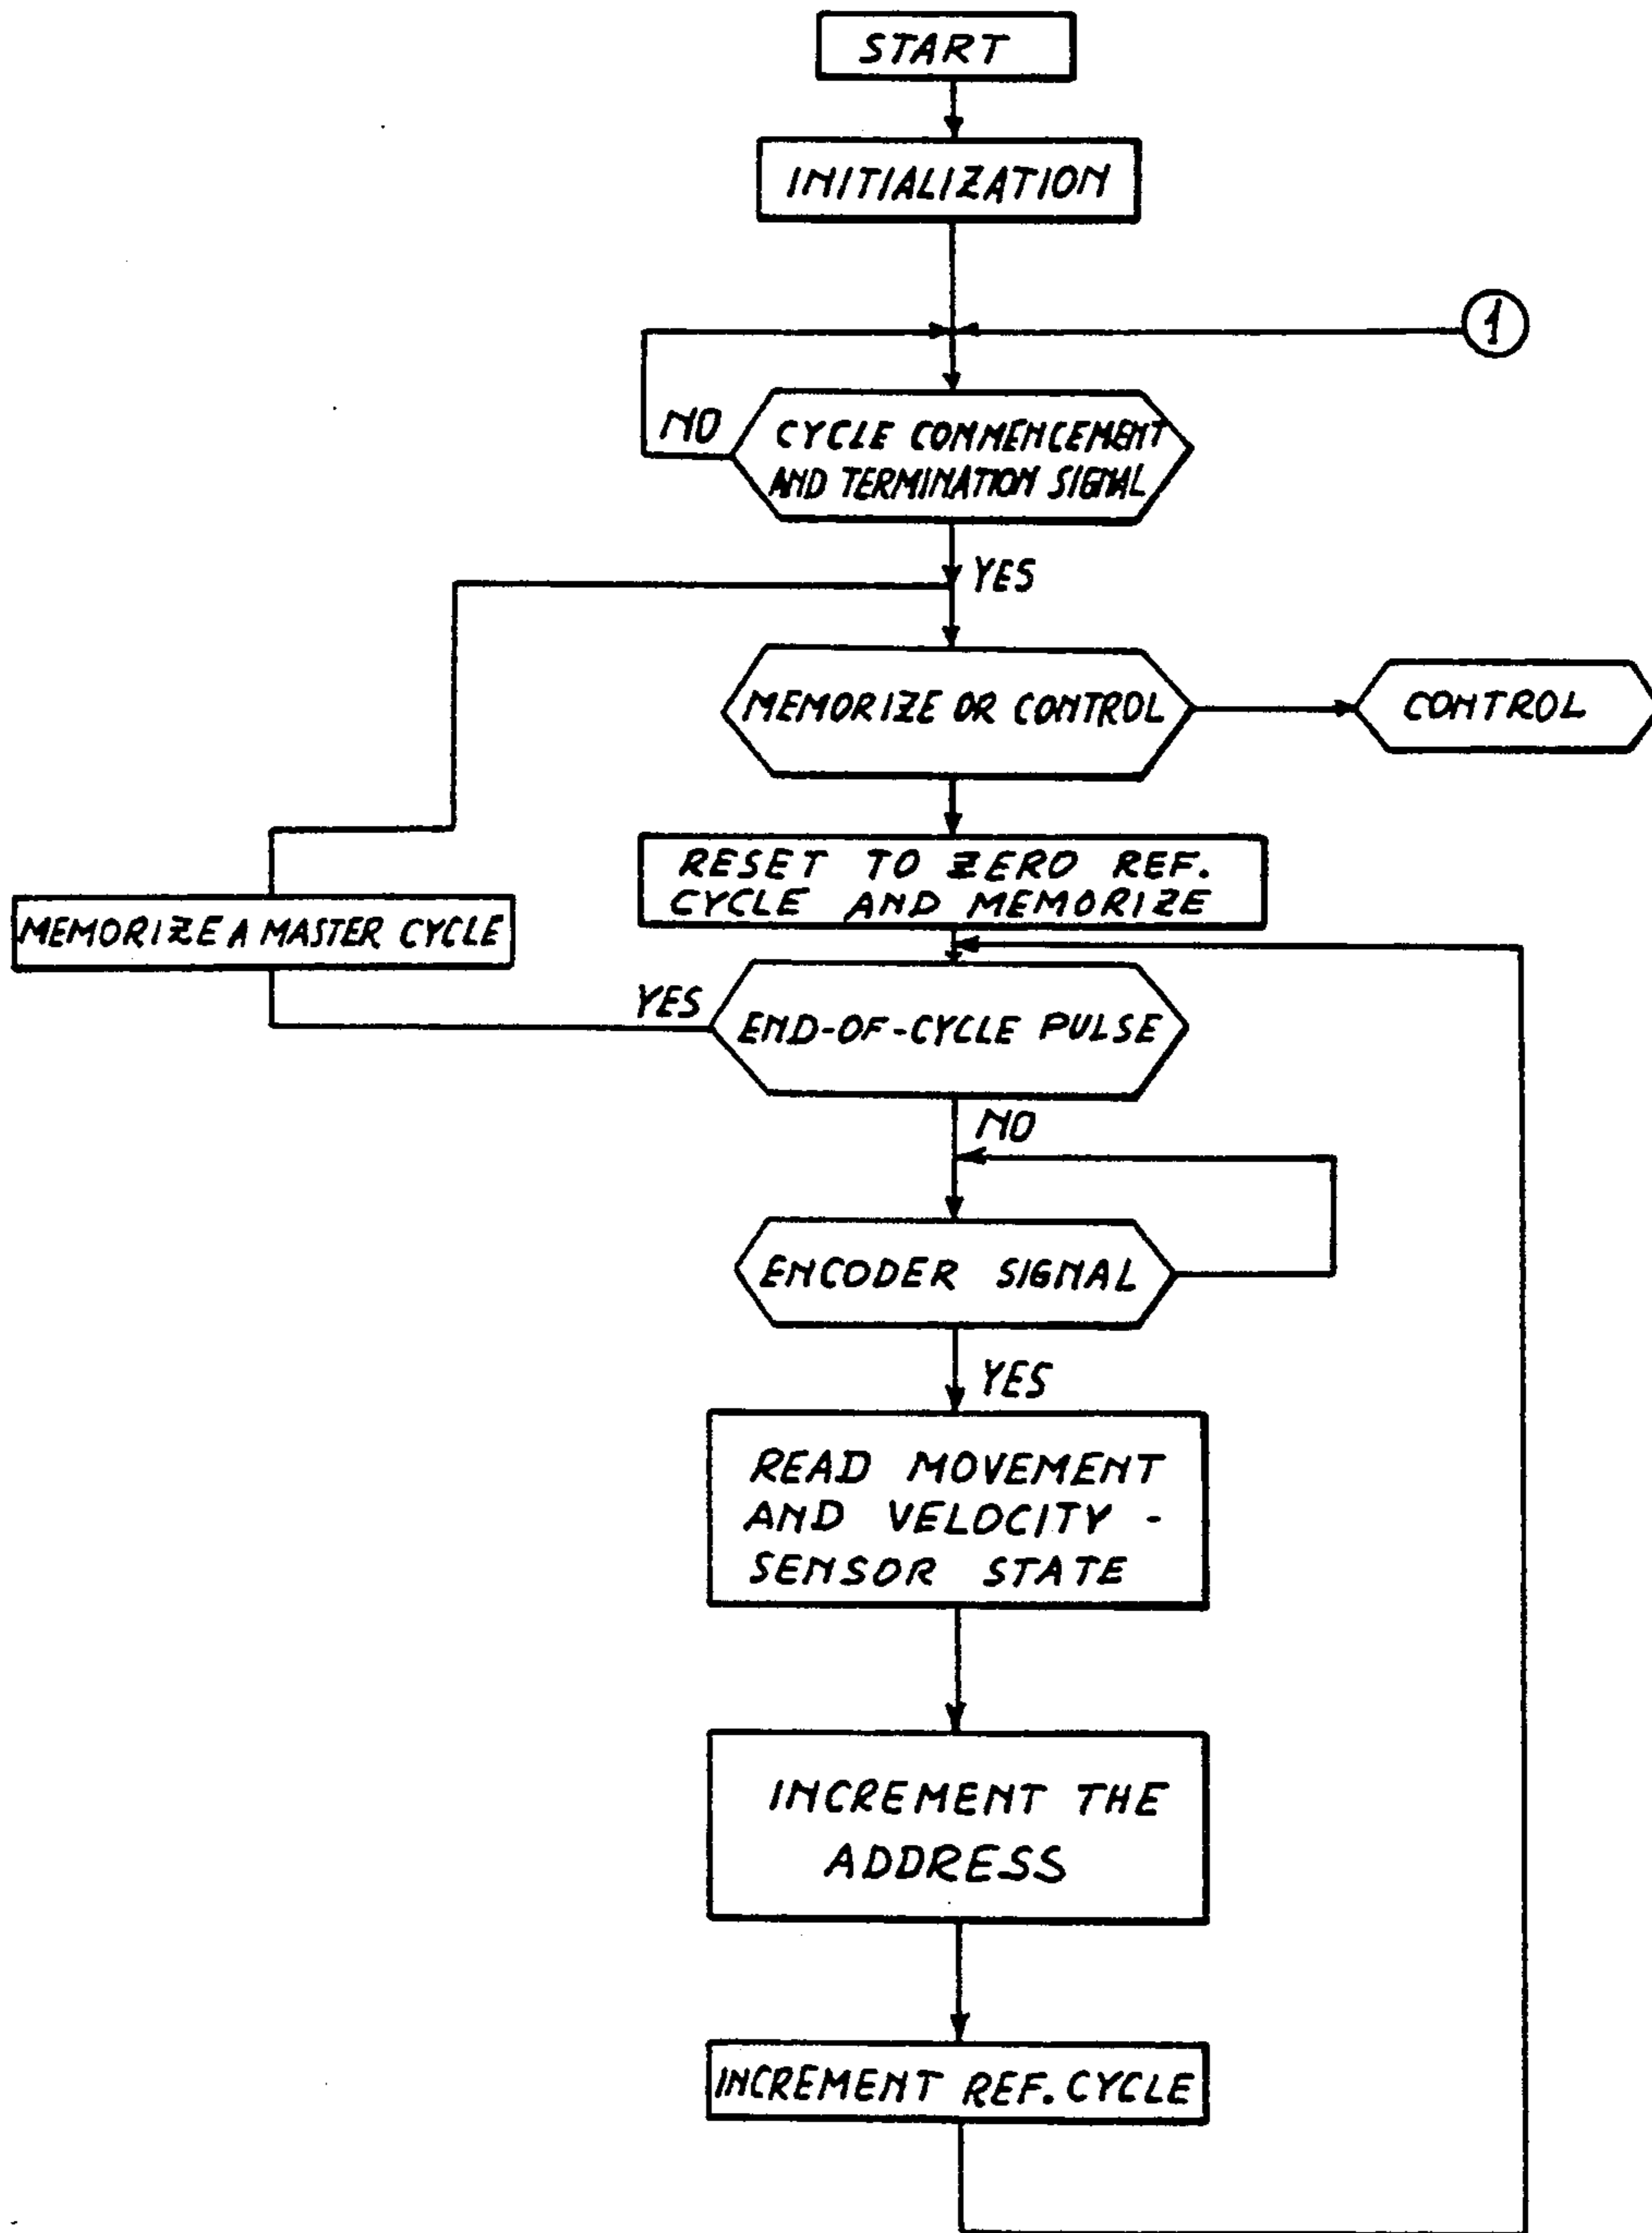 START
INITIALIZATION
1
NO
CYCLE COMMENCEMENT
AND TERMINATION SIGNAL
YES
MEMORIZE OR CONTROL
CONTROL
RESET TO ZERO REF.
CYCLE AND MEMORIZE
MEMORIZE A MASTER CYCLE
YES
END-OF-CYCLE PULSE
NO
ENCODER SIGNAL
YES
READ MOVEMENT
AND VELOCITY -
SENSOR STATE
INCREMENT THE
ADDRESS
INCREMENT REF. CYCLE